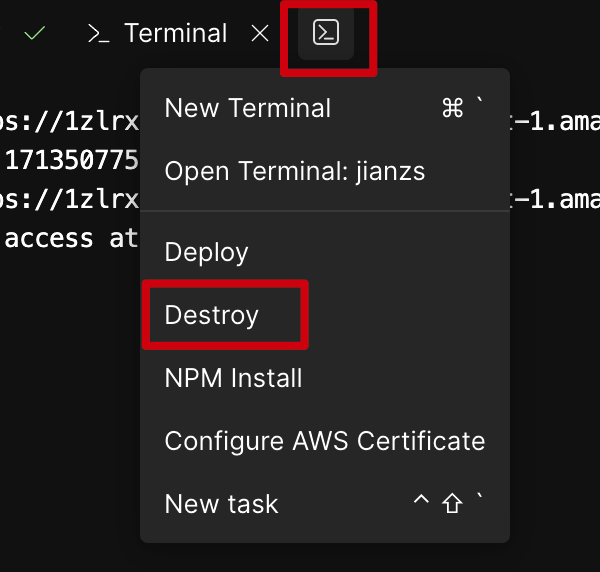 Terminal
New Terminal ⌘ `
Open Terminal: jianzs
Deploy
Destroy
NPM Install
Configure AWS Certificate
New task ^ ⇧ `
ps://1zlrx t-1.ama
171350775
ps://1zlrx t-1.ama
access at